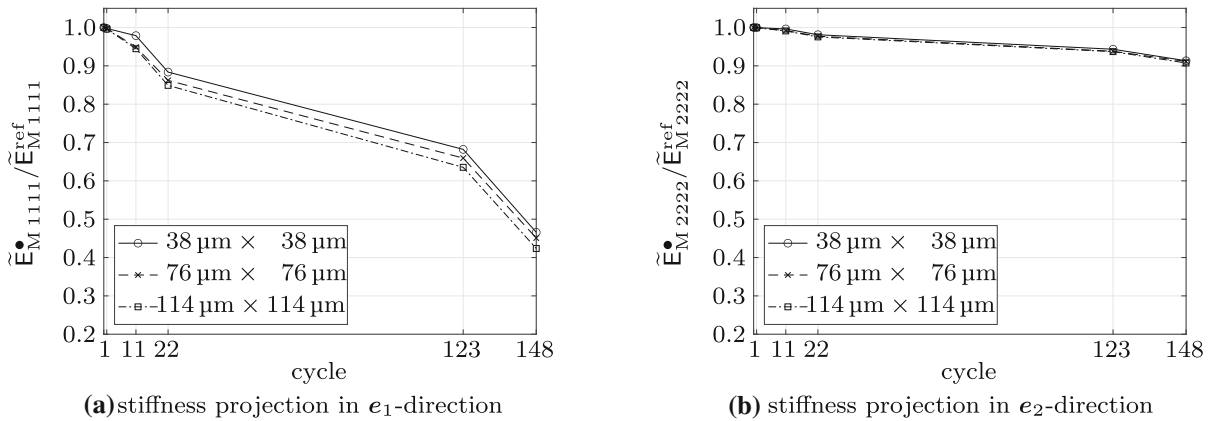 1.0
0.9
0.8
0.7
0.6
0.5
0.4
0.3
0.2
Ẽ•M 1111/ẼrefM 1111
38 µm × 38 µm
76 µm × 76 µm
114 µm × 114 µm
1 11 22 123 148
cycle
(a) stiffness projection in e1-direction
1.0
0.9
0.8
0.7
0.6
0.5
0.4
0.3
0.2
Ẽ•M 2222/ẼrefM 2222
38 µm × 38 µm
76 µm × 76 µm
114 µm × 114 µm
1 11 22 123 148
cycle
(b) stiffness projection in e2-direction